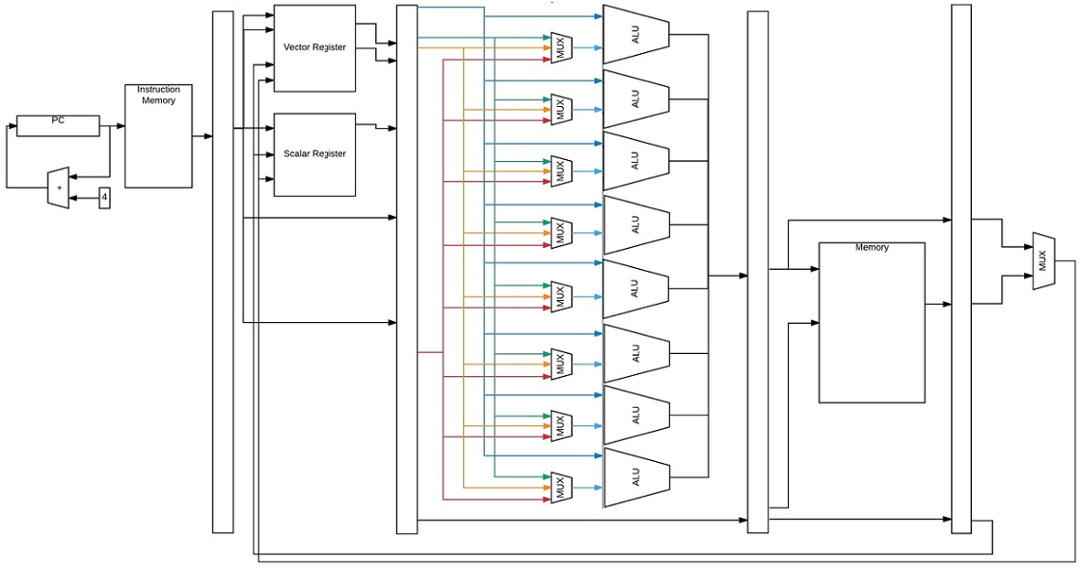 PC
Instruction
Memory
+
4
Vector Register
Scalar Register
MUX
MUX
MUX
MUX
MUX
MUX
MUX
MUX
ALU
ALU
ALU
ALU
ALU
ALU
ALU
ALU
Memory
MUX